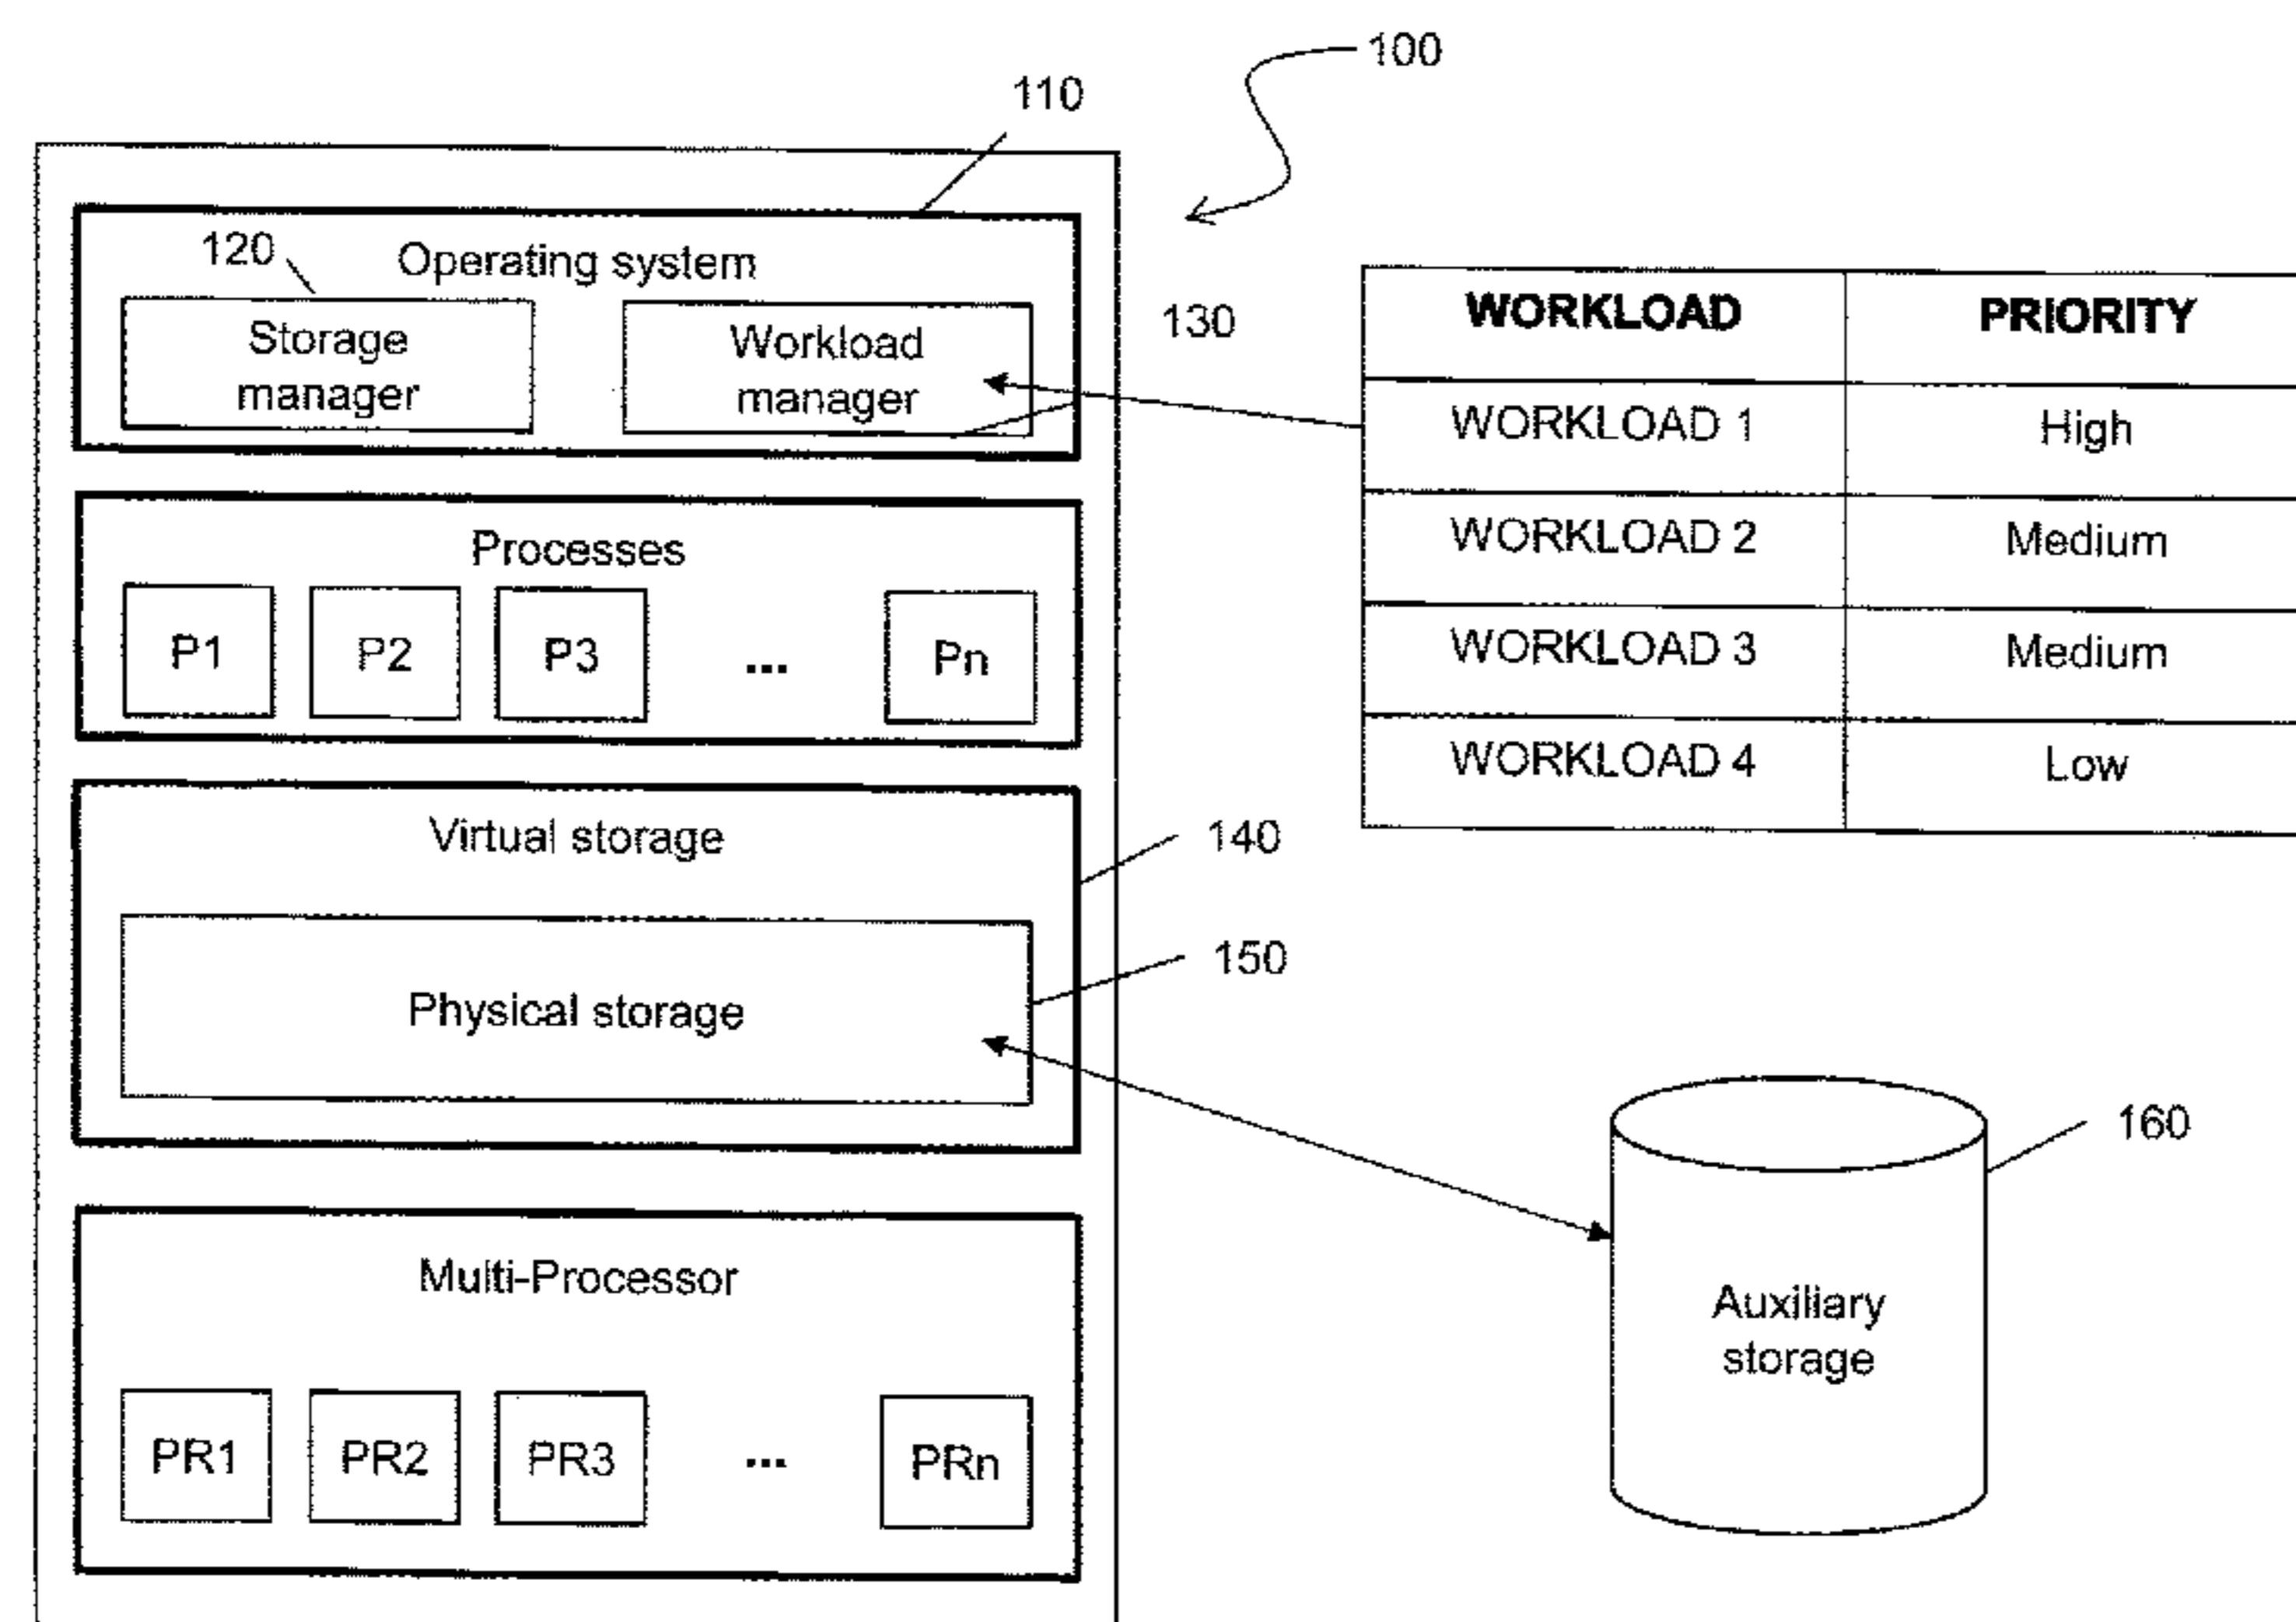 100
110
120
Operating system
130
Storage
manager
Workload
manager
WORKLOAD PRIORITY
WORKLOAD 1 High
WORKLOAD 2 Medium
WORKLOAD 3 Medium
WORKLOAD 4 Low
Processes
P1 P2 P3 ... Pn
Virtual storage
140
Physical storage
150
160
Auxiliary
storage
Multi-Processor
PR1 PR2 PR3 ... PRn